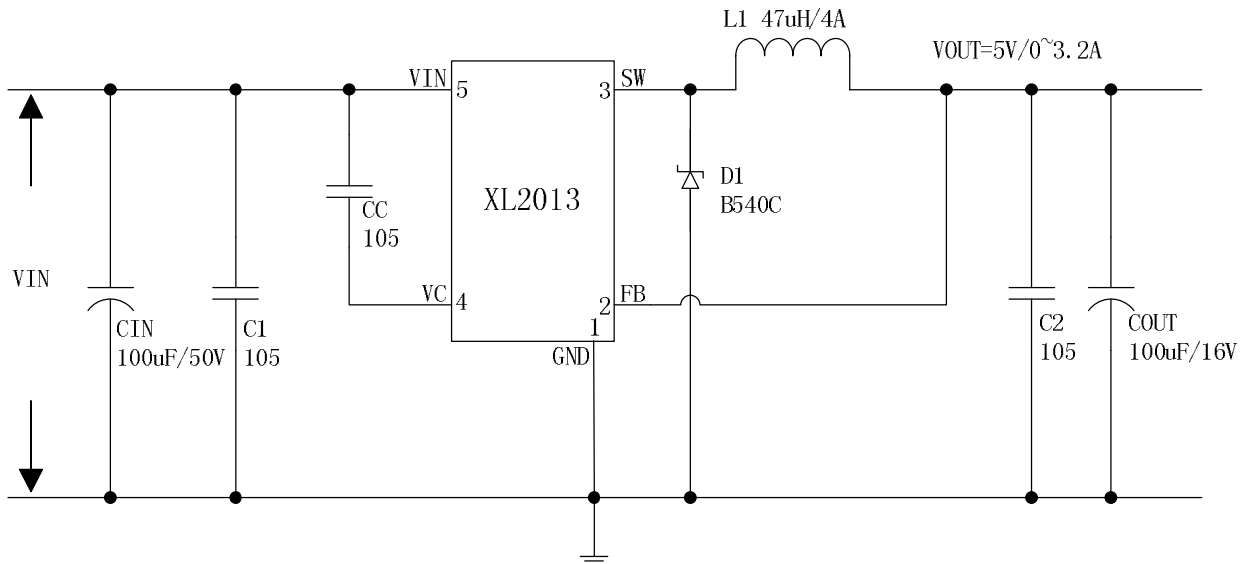 L1 47uH/4A
VOUT=5V/0~3.2A
VIN
5
3
SW
XL2013
CC
105
D1
B540C
VIN
VC
4
2
FB
1
GND
CIN
100uF/50V
C1
105
C2
105
COUT
100uF/16V